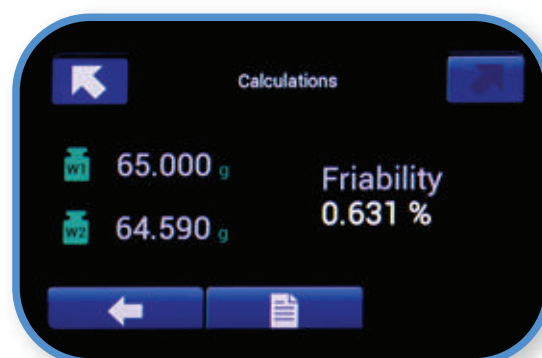 Calculations
W1 65.000 g
W2 64.590 g
Friability
0.631 %